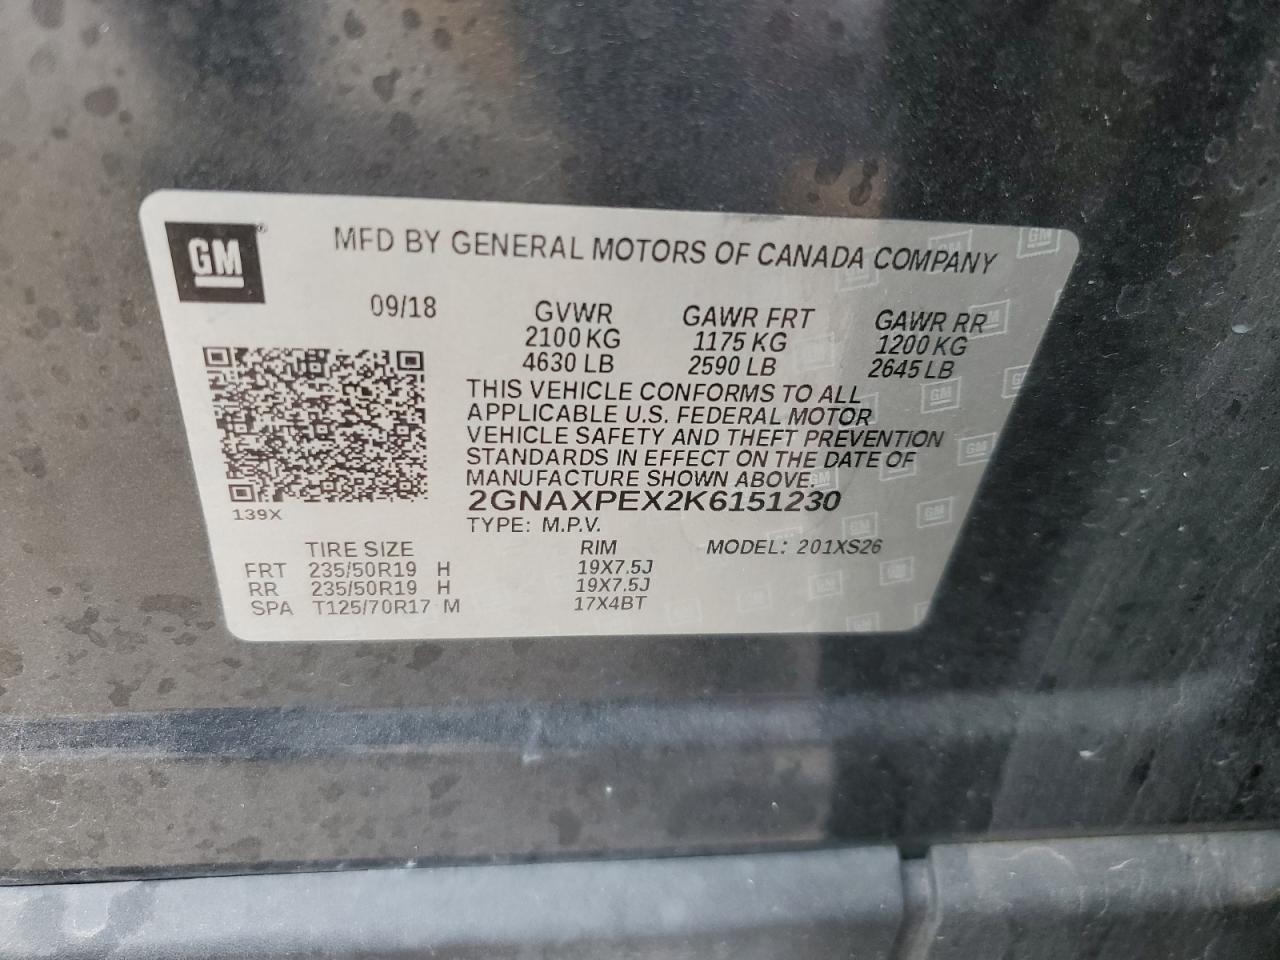 GM®
MFD BY GENERAL MOTORS OF CANADA COMPANY
09/18
GVWR GAWR FRT GAWR RR
2100 KG 1175 KG 1200 KG
4630 LB 2590 LB 2645 LB
THIS VEHICLE CONFORMS TO ALL
APPLICABLE U.S. FEDERAL MOTOR
VEHICLE SAFETY AND THEFT PREVENTION
STANDARDS IN EFFECT ON THE DATE OF
MANUFACTURE SHOWN ABOVE.
2GNAXPEX2K6151230
139X
TYPE: M.P.V.
TIRE SIZE RIM MODEL: 201XS26
FRT 235/50R19 H 19X7.5J
RR 235/50R19 H 19X7.5J
SPA T125/70R17 M 17X4BT